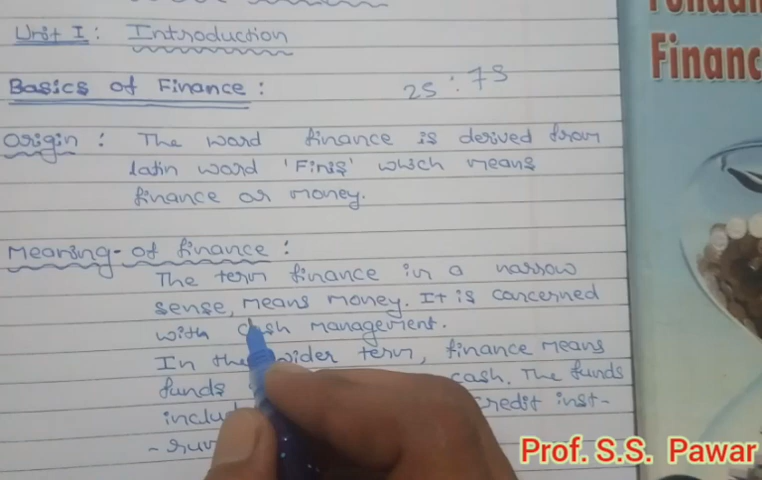 Unit I : Introduction
Basics of Finance :
25 : 75
Origin : The word finance is derived from
latin word 'Finis' which means
finance or money.
Meaning- of finance :
The term finance in a narrow
sense, means money. It is concerned
with cash management.
In the wider term, finance means
funds cash. The funds
includ credit inst-
Financ
Prof. S.S. Pawar